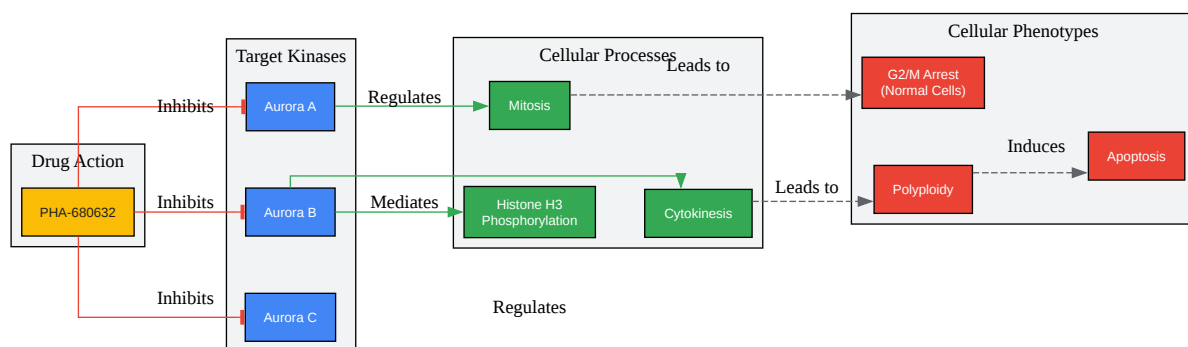 Drug Action
PHA-680632
Inhibits
Inhibits
Inhibits
Target Kinases
Aurora A
Aurora B
Aurora C
Regulates
Mediates
Regulates
Cellular Processes
Leads to
Mitosis
Histone H3
Phosphorylation
Cytokinesis
Leads to
Cellular Phenotypes
G2/M Arrest
(Normal Cells)
Polyploidy
Induces
Apoptosis